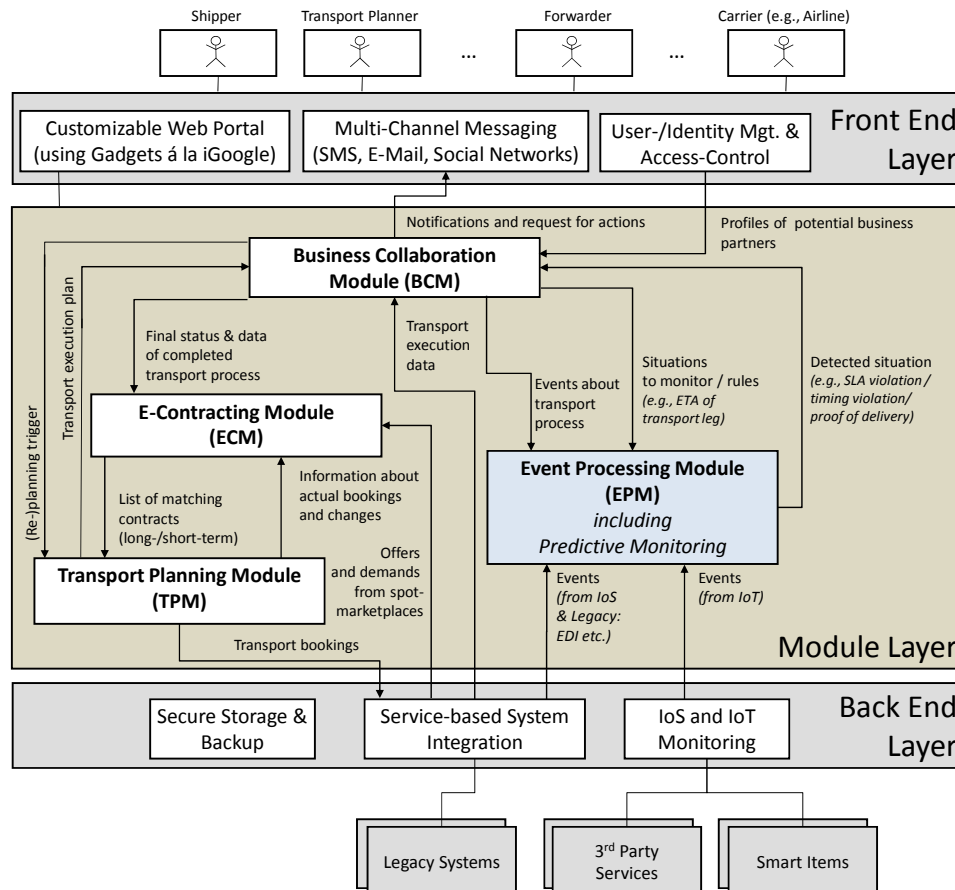 Shipper
Transport Planner
Forwarder
Carrier (e.g., Airline)
...
...
Customizable Web Portal
(using Gadgets á la iGoogle)
Multi-Channel Messaging
(SMS, E-Mail, Social Networks)
User-/Identity Mgt. &
Access-Control
Front End
Layer
Notifications and request for actions
Profiles of potential business
partners
Business Collaboration
Module (BCM)
(Re-)planning trigger
Transport execution plan
Final status & data
of completed
transport process
Transport
execution
data
Events about
transport
process
Situations
to monitor / rules
(e.g., ETA of
transport leg)
Detected situation
(e.g., SLA violation /
timing violation/
proof of delivery)
E-Contracting Module
(ECM)
List of matching
contracts
(long-/short-term)
Information about
actual bookings
and changes
Event Processing Module
(EPM)
including
Predictive Monitoring
Transport Planning Module
(TPM)
Offers
and demands
from spot-
marketplaces
Events
(from IoS
& Legacy:
EDI etc.)
Events
(from IoT)
Transport bookings
Module Layer
Secure Storage &
Backup
Service-based System
Integration
IoS and IoT
Monitoring
Back End
Layer
Legacy Systems
3rd Party
Services
Smart Items